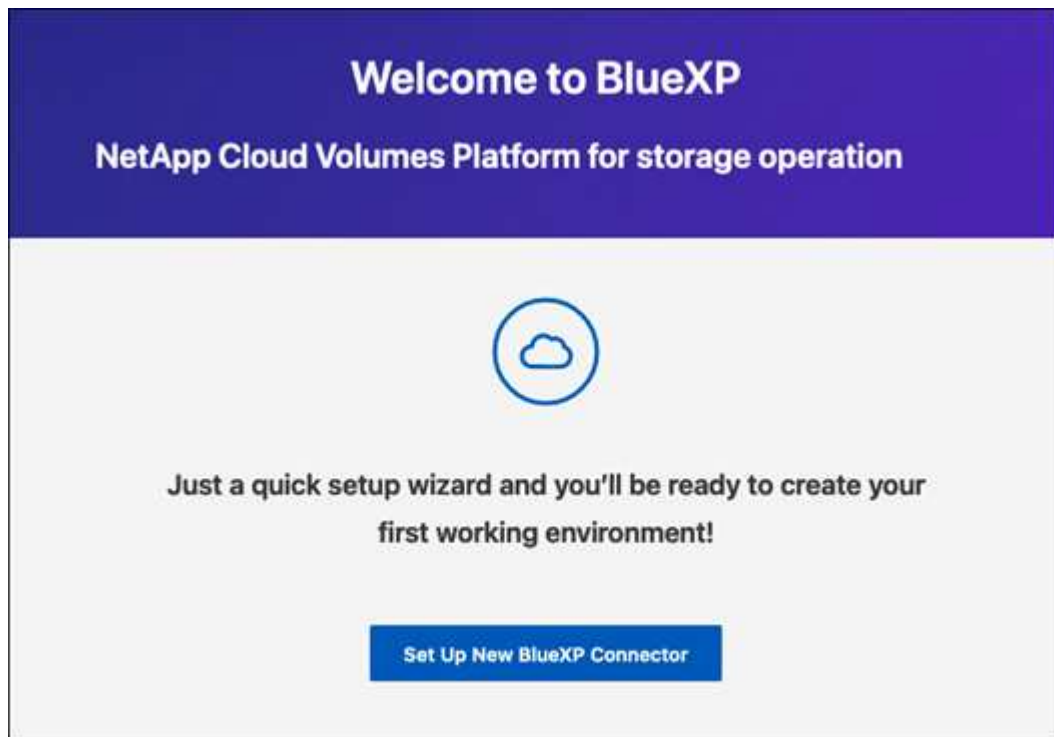 Welcome to BlueXP
NetApp Cloud Volumes Platform for storage operation
Just a quick setup wizard and you'll be ready to create your
first working environment!
Set Up New BlueXP Connector